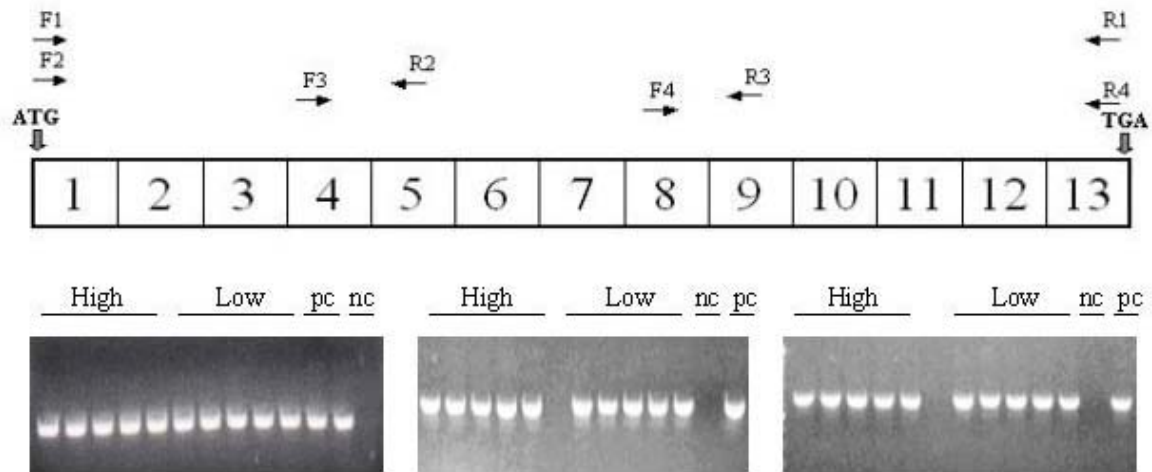 F1 R1
F2 R2
F3 F4 R3
R4
ATG TGA
1 2 3 4 5 6 7 8 9 10 11 12 13
High Low pc nc High Low nc pc High Low nc pc